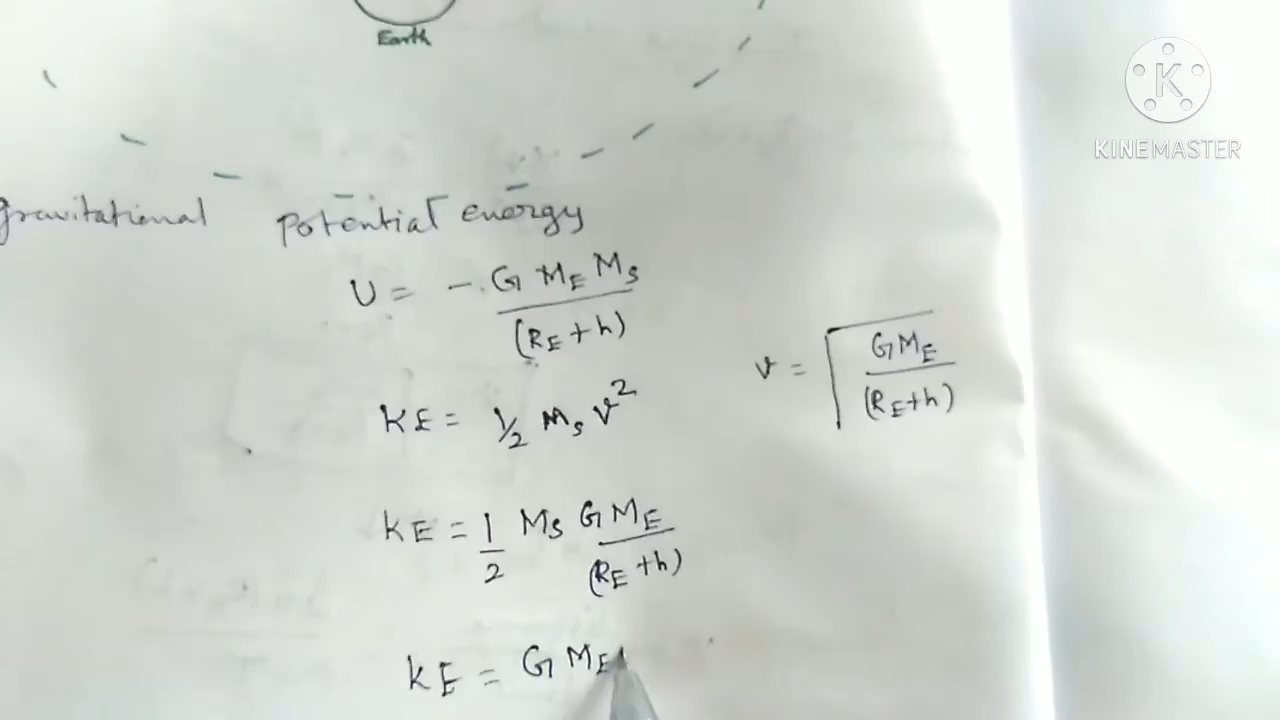 Earth
K
KINEMASTER
gravitational potential energy
U = - G M_E M_S / (R_E + h)
v = √(G M_E / (R_E + h))
KE = 1/2 M_S v²
KE = 1/2 M_S G M_E / (R_E + h)
KE = G M_E